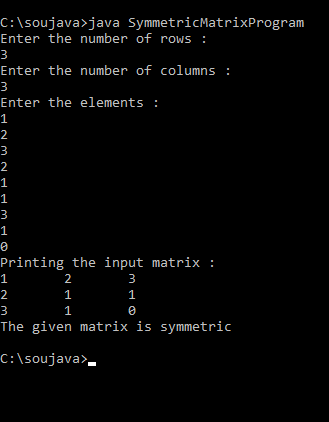 C:\soujava>java SymmetricMatrixProgram
Enter the number of rows :
3
Enter the number of columns :
3
Enter the elements :
1
2
3
2
1
1
3
1
0
Printing the input matrix :
1 2 3
2 1 1
3 1 0
The given matrix is symmetric
C:\soujava>